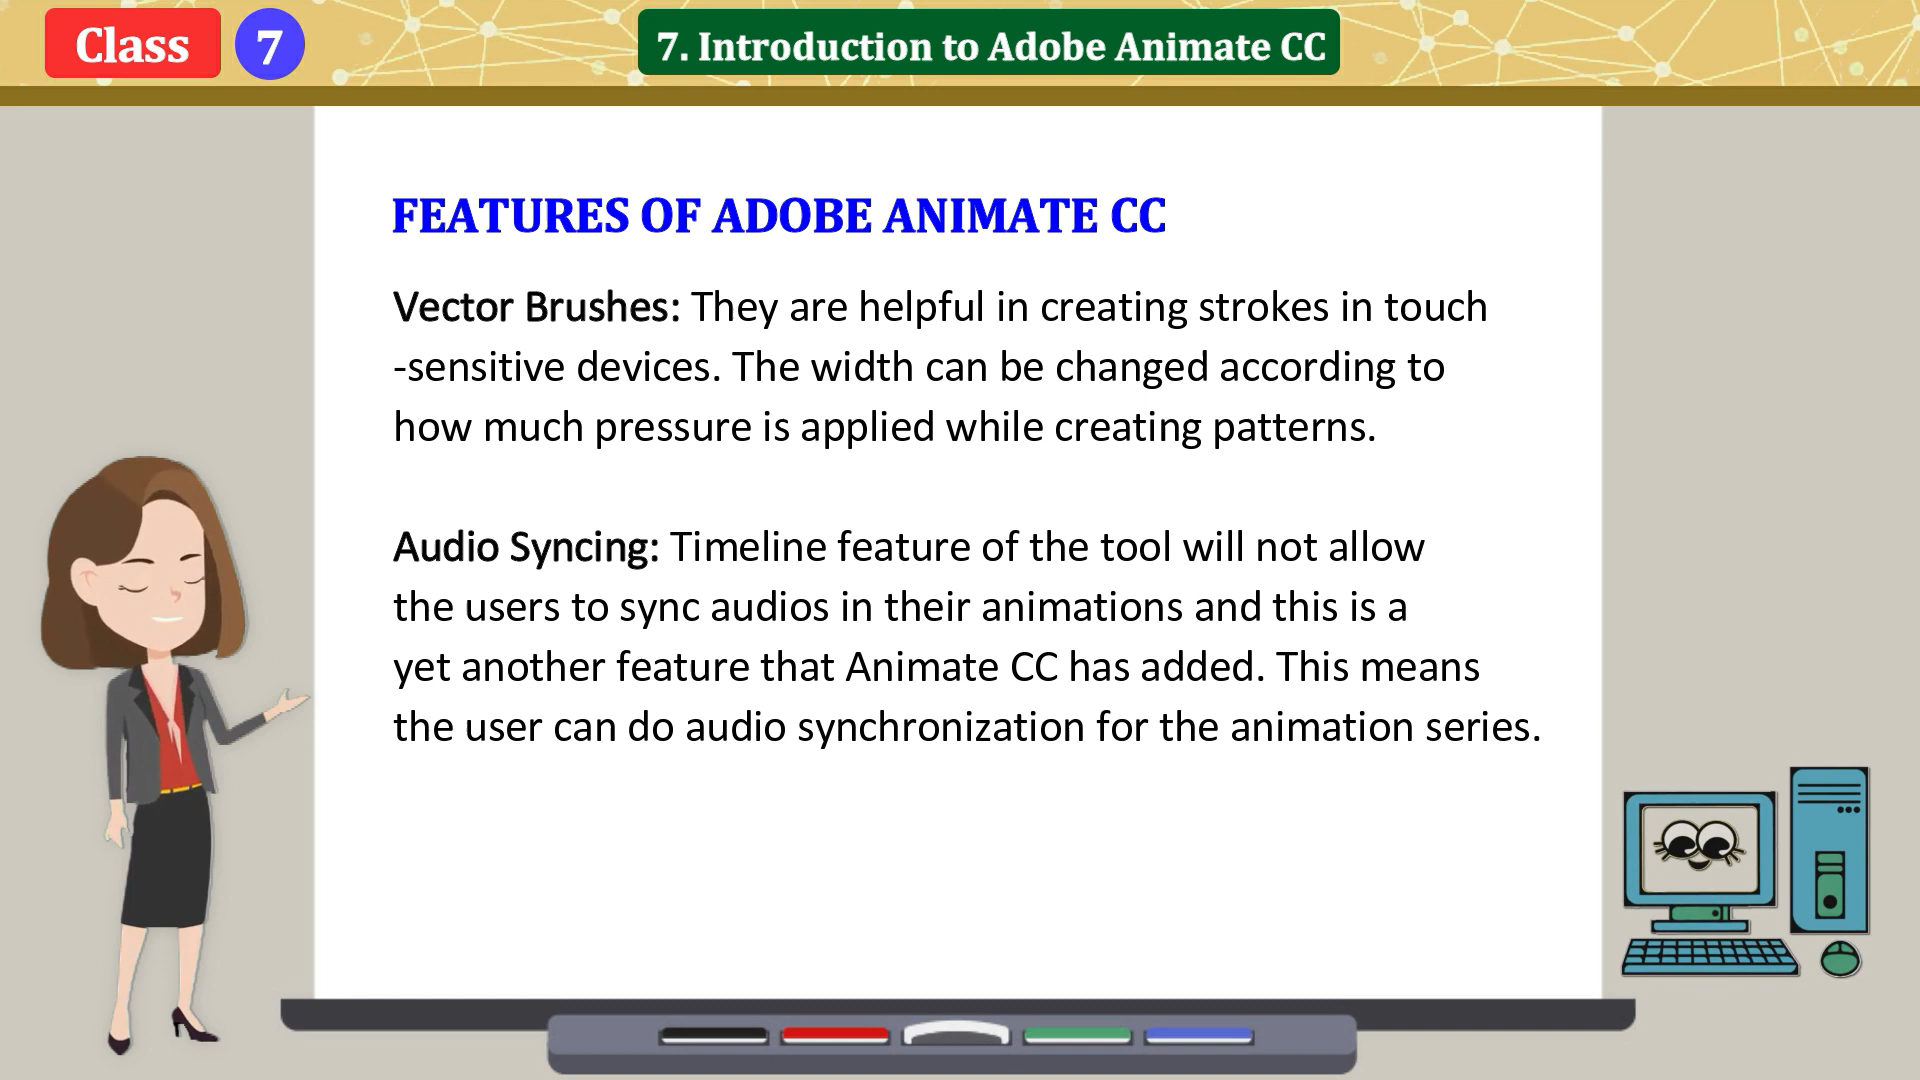 Class 7
7. Introduction to Adobe Animate CC
FEATURES OF ADOBE ANIMATE CC
Vector Brushes: They are helpful in creating strokes in touch
-sensitive devices. The width can be changed according to
how much pressure is applied while creating patterns.
Audio Syncing: Timeline feature of the tool will not allow
the users to sync audios in their animations and this is a
yet another feature that Animate CC has added. This means
the user can do audio synchronization for the animation series.